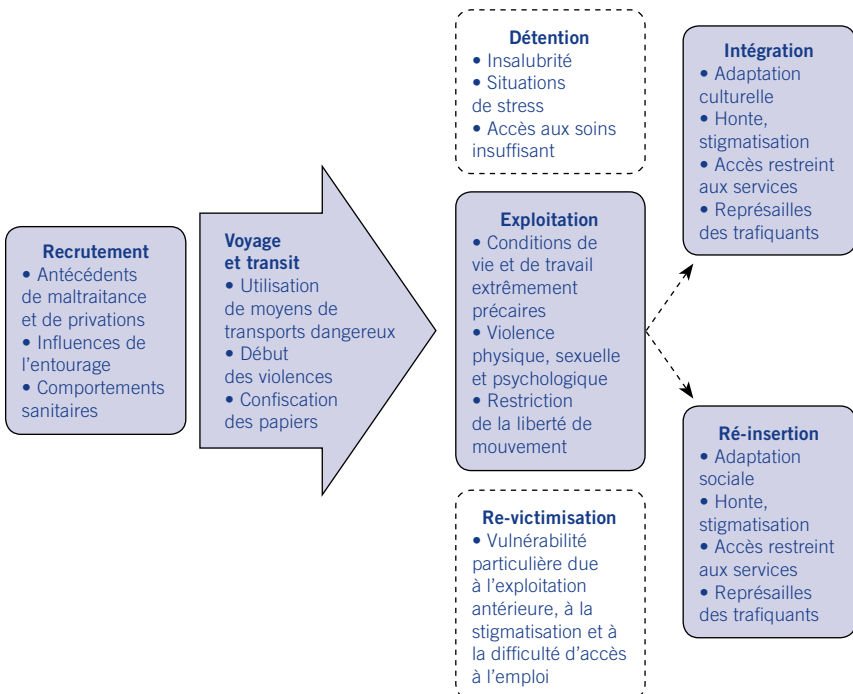 Recrutement
• Antécédents
de maltraitance
et de privations
• Influences de
l’entourage
• Comportements
sanitaires
Voyage
et transit
• Utilisation
de moyens de
transports dangereux
• Début
des violences
• Confiscation
des papiers
Détention
• Insalubrité
• Situations
de stress
• Accès aux soins
insuffisant
Exploitation
• Conditions de
vie et de travail
extrêmement
précaires
• Violence
physique, sexuelle
et psychologique
• Restriction
de la liberté de
mouvement
Re-victimisation
• Vulnérabilité
particulière due
à l’exploitation
antérieure, à la
stigmatisation et à
la difficulté d’accès
à l’emploi
Intégration
• Adaptation
culturelle
• Honte,
stigmatisation
• Accès restreint
aux services
• Représailles
des trafiquants
Ré-insertion
• Adaptation
sociale
• Honte,
stigmatisation
• Accès restreint
aux services
• Représailles
des trafiquants